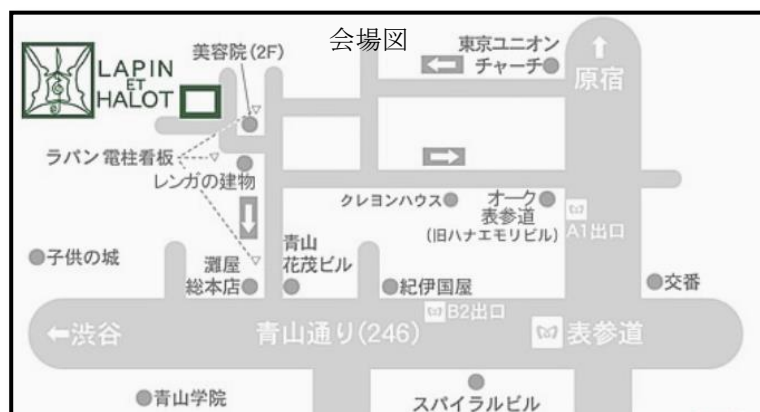 会場図
LAPIN
ET
HALOT
美容院(2F)
東京ユニオン
チャーチ
原宿
ラパン 電柱看板
レンガの建物
クレヨンハウス
オーク
表参道
(旧ハナエモリビル)
A1出口
子供の城
灘屋
総本店
青山
花茂ビル
紀伊国屋
交番
B2出口
←渋谷
青山通り(246)
表参道
青山学院
スパイラルビル